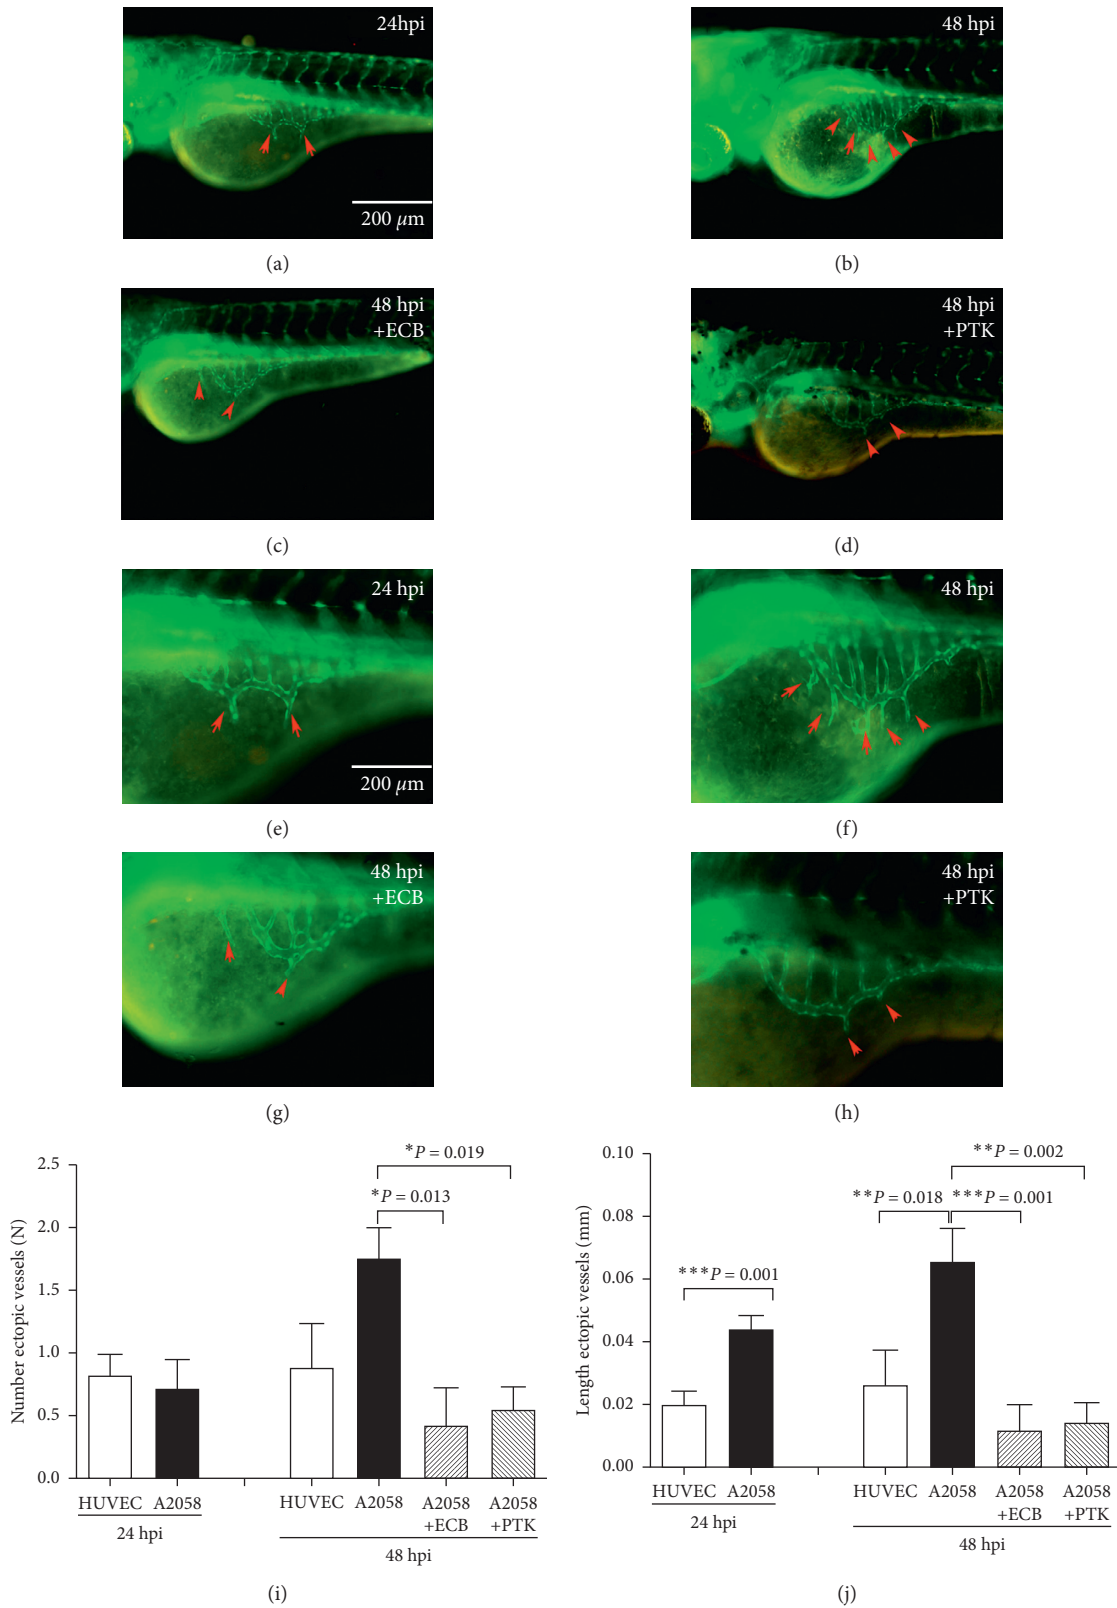 24hpi
200 μm
(a)
48 hpi
(b)
48 hpi
+ECB
(c)
48 hpi
+PTK
(d)
24 hpi
200 μm
(e)
48 hpi
(f)
48 hpi
+ECB
(g)
48 hpi
+PTK
(h)
Number ectopic vessels (N)
2.5
2.0
1.5
1.0
0.5
0.0
*P = 0.019
*P = 0.013
HUVEC A2058
24 hpi
HUVEC A2058 A2058 A2058
+ECB +PTK
48 hpi
(i)
Length ectopic vessels (mm)
0.10
0.08
0.06
0.04
0.02
0.00
**P = 0.002
**P = 0.018 ***P = 0.001
***P = 0.001
HUVEC A2058
24 hpi
HUVEC A2058 A2058 A2058
+ECB +PTK
48 hpi
(j)